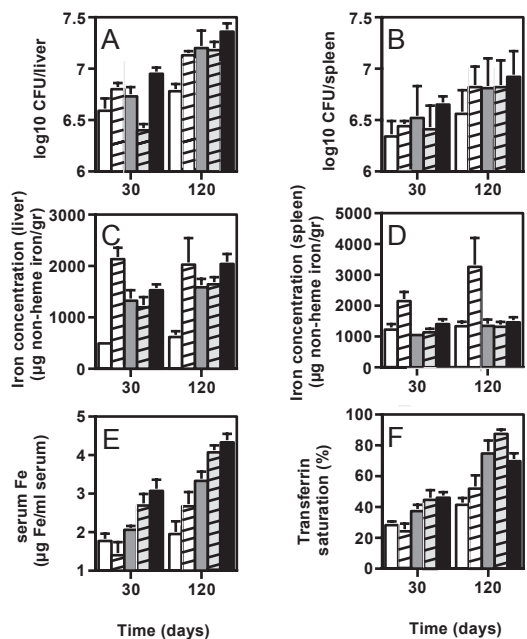 A
log10 CFU/liver
7.5
7
6.5
6
30
120
B
log10 CFU/spleen
7.5
7
6.5
6
30
120
C
Iron concentration (liver)
(µg non-heme iron/gr)
3000
2000
1000
0
30
120
D
Iron concentration (spleen)
(µg non-heme iron/gr)
5000
4000
3000
2000
1000
0
30
120
E
serum Fe
(µg Fe/ml serum)
5
4
3
2
1
30
120
Time (days)
F
Transferrin
saturation (%)
100
80
60
40
20
0
30
120
Time (days)